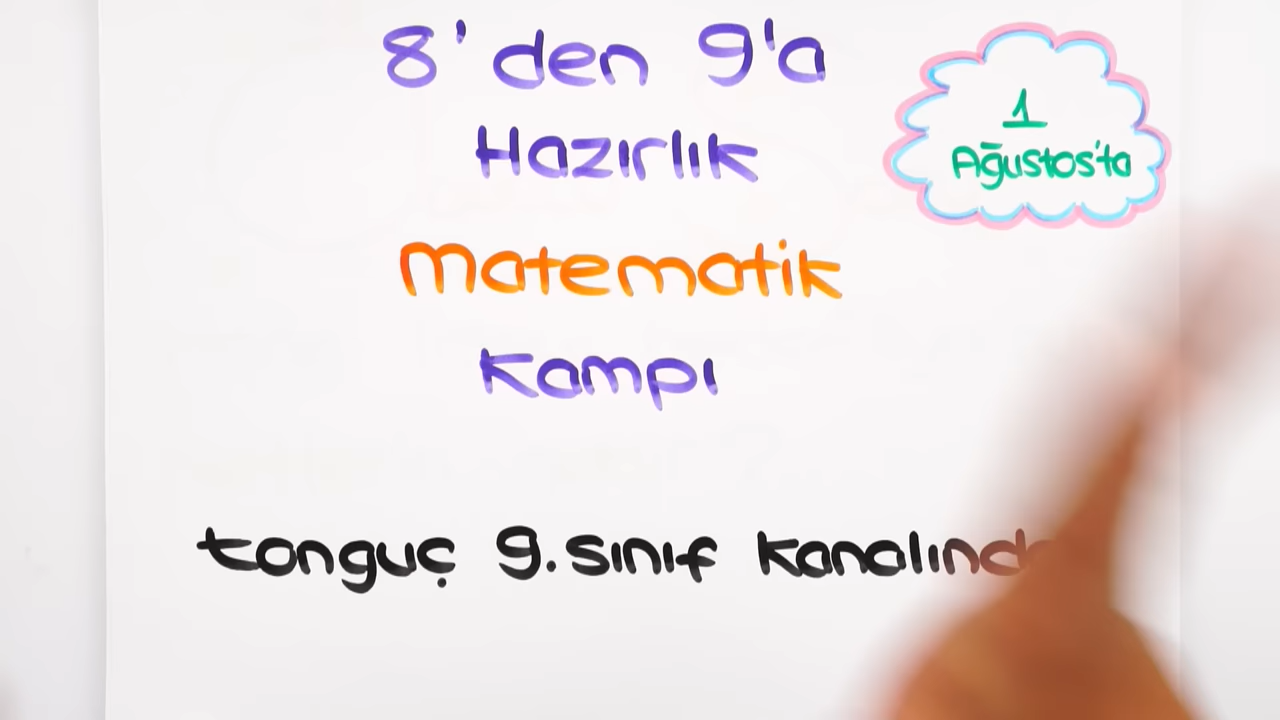 8'den 9'a
Hazırlık
Matematik
Kampı
1
Ağustos'ta
tonguç 9.sınıf